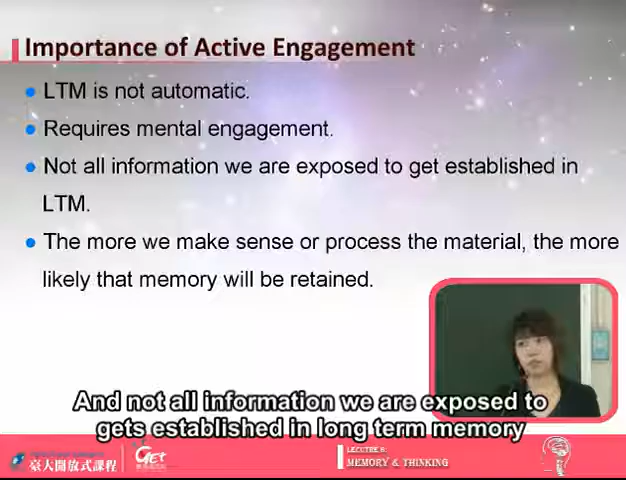 Importance of Active Engagement
LTM is not automatic.
Requires mental engagement.
Not all information we are exposed to get established in
LTM.
The more we make sense or process the material, the more
likely that memory will be retained.
And not all information we are exposed to
gets established in long term memory
臺大開放式課程
GET
LECUTRE 6:
MEMORY & THINKING